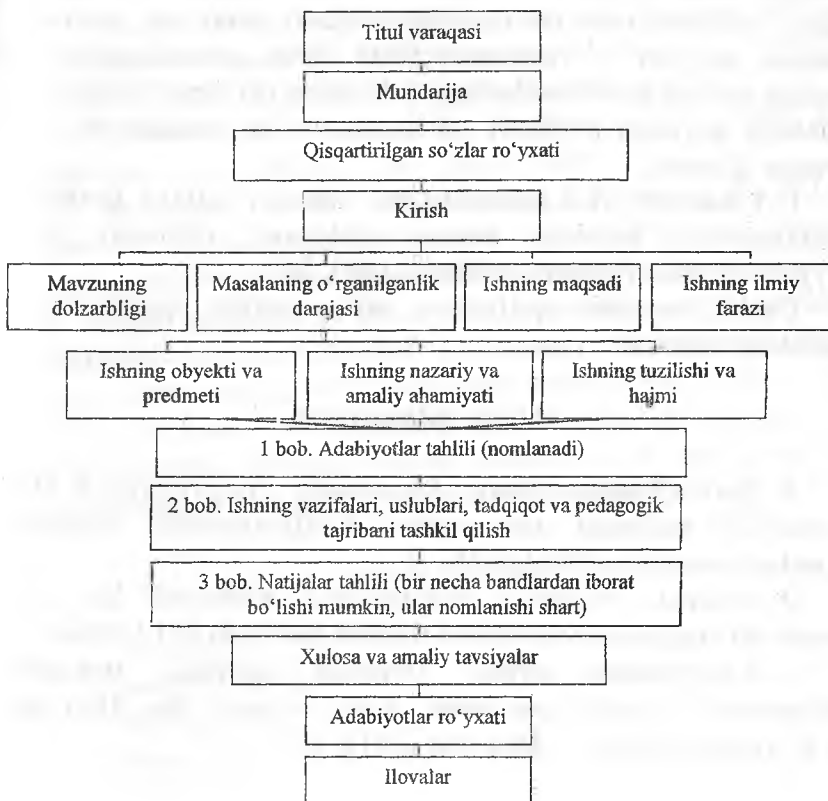 Titul varaqasi
Mundarija
Qisqartirilgan so‘zlar ro‘yxati
Kirish
Mavzuning
dolzarbligi
Masalaning o‘rganilganlik
darajasi
Ishning maqsadi
Ishning ilmiy
farazi
Ishning obyekti va
predmeti
Ishning nazariy va
amaliy ahamiyati
Ishning tuzilishi va
hajmi
1 bob. Adabiyotlar tahlili (nomlanadi)
2 bob. Ishning vazifalari, uslublari, tadqiqot va pedagogik
tajribani tashkil qilish
3 bob. Natijalar tahlili (bir necha bandlardan iborat
bo‘lishi mumkin, ular nomlanishi shart)
Xulosa va amaliy tavsiyalar
Adabiyotlar ro‘yxati
Ilovalar